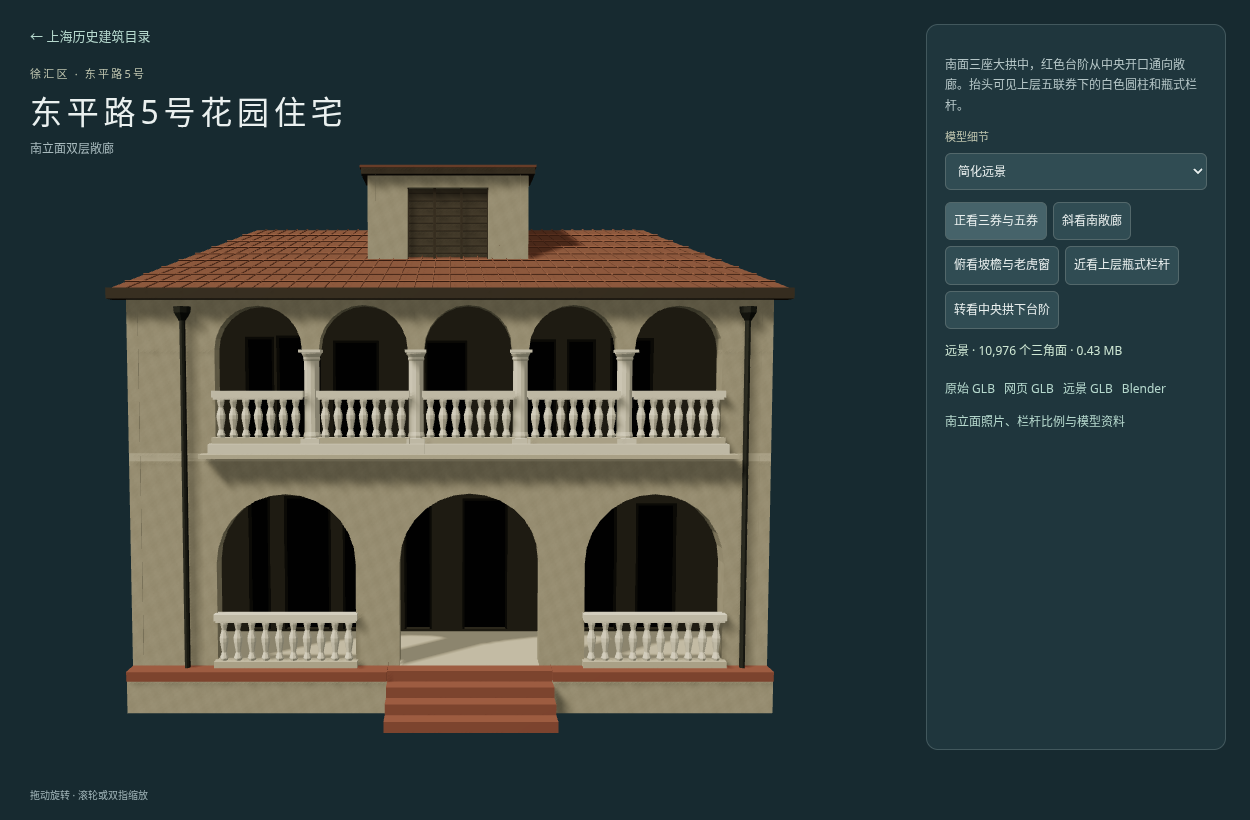 ← 上海历史建筑目录
徐汇区 · 东平路5号
东平路5号花园住宅
南立面双层敞廊
南面三座大拱中，红色台阶从中央开口通向敞
廊。抬头可见上层五联券下的白色圆柱和瓶式栏
杆。
模型细节
简化远景
正看三券与五券 斜看南敞廊
俯看坡檐与老虎窗 近看上层瓶式栏杆
转看中央拱下台阶
远景 · 10,976 个三角面 · 0.43 MB
原始 GLB 网页 GLB 远景 GLB Blender
南立面照片、栏杆比例与模型资料
拖动旋转 · 滚轮或双指缩放